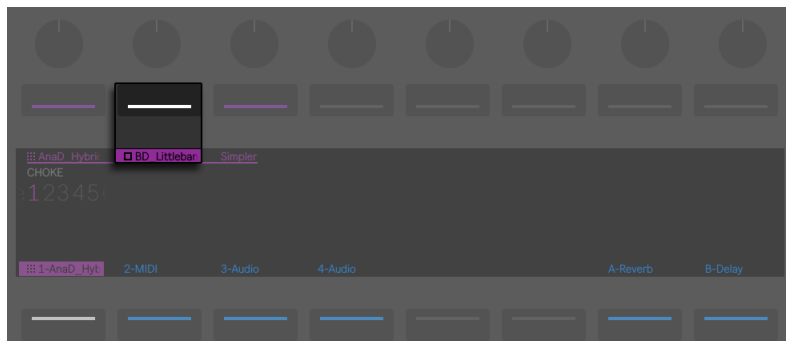 AnaD_Hybri BD_Littlebar Simpler
CHOKE
12345
1-AnaD_Hyb 2-MIDI 3-Audio 4-Audio A-Reverb B-Delay